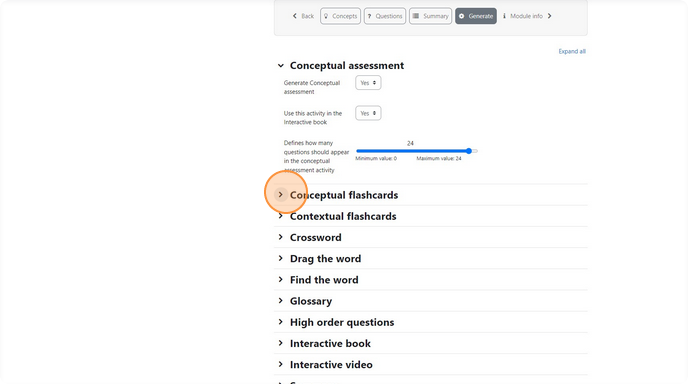 Back Concepts ? Questions Summary Generate i Module info
Expand all
Conceptual assessment
Generate Conceptual
assessment
Yes
Use this activity in the
Interactive book
Yes
Defines how many
questions should appear
in the conceptual
assessment activity
24
Minimum value: 0 Maximum value: 24
Conceptual flashcards
Contextual flashcards
Crossword
Drag the word
Find the word
Glossary
High order questions
Interactive book
Interactive video